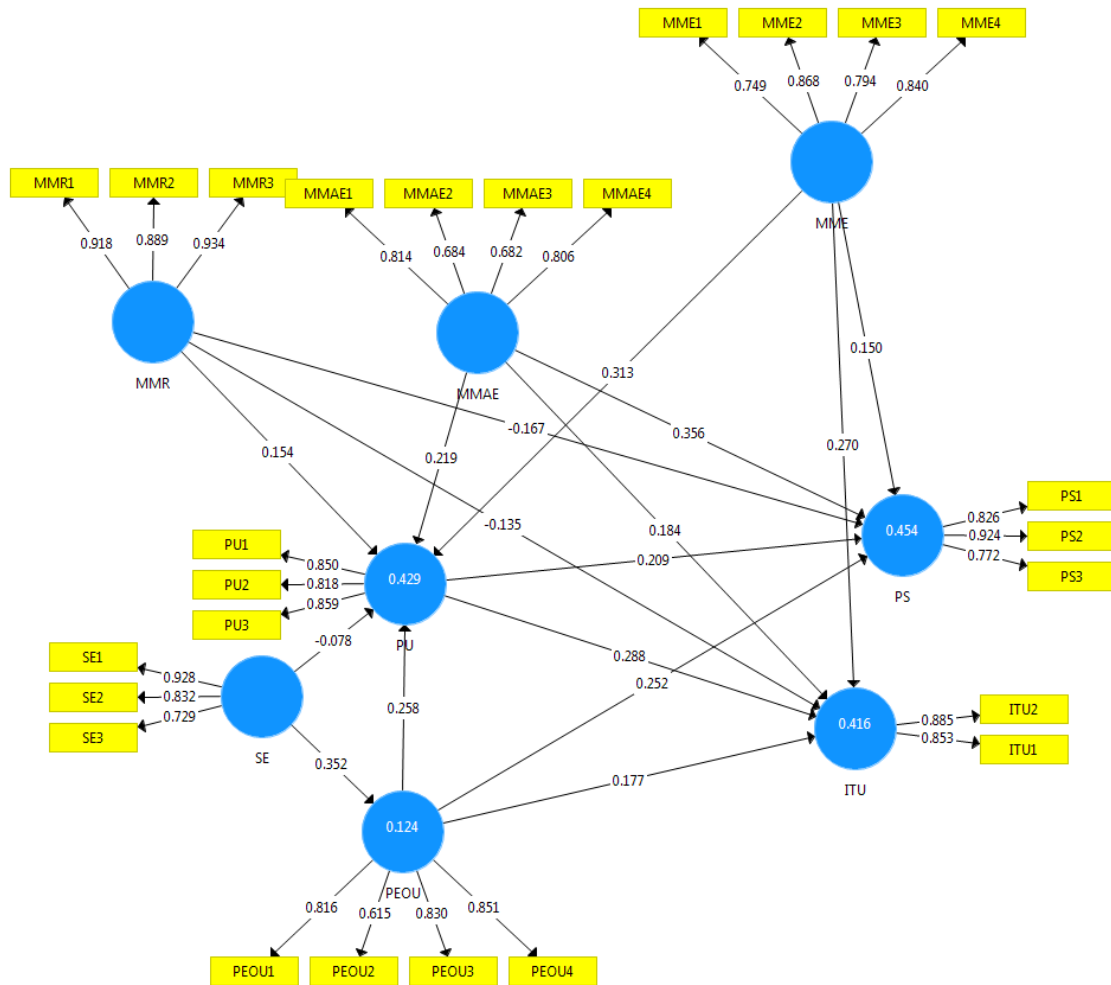 MME1 MME2 MME3 MME4
0.749 0.868 0.794 0.840
MME
MMR1 MMR2 MMR3
0.918 0.889 0.934
MMR
MMAE1 MMAE2 MMAE3 MMAE4
0.814 0.684 0.682 0.806
MMAE
0.313
0.150
0.270
-0.167
0.356
0.154
0.219
-0.135
0.184
0.209
PU1
PU2
PU3
0.850
0.818
0.859
0.429
PU
0.454
PS
0.826
0.924
0.772
PS1
PS2
PS3
-0.078
0.288
0.252
0.258
SE1
SE2
SE3
0.928
0.832
0.729
SE
0.352
0.177
0.416
ITU
0.885
0.853
ITU2
ITU1
0.124
PEOU
0.816 0.615 0.830 0.851
PEOU1 PEOU2 PEOU3 PEOU4